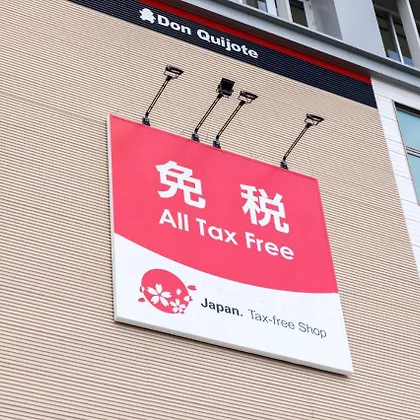 Don Quijote
免税
All Tax Free
Japan. Tax-free Shop